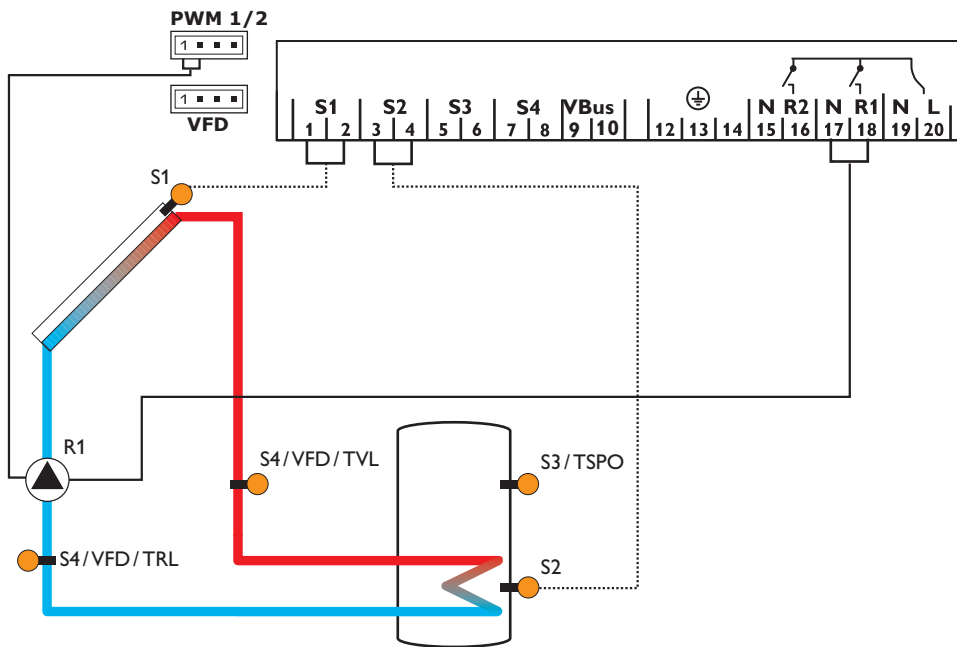 PWM 1/2
1
1
VFD
S1 S2 S3 S4 VBus N R2 N R1 N L
1 2 3 4 5 6 7 8 9 10 12 13 14 15 16 17 18 19 20
S1
R1
S4/VFD/TVL
S3/TSPO
S4/VFD/TRL
S2